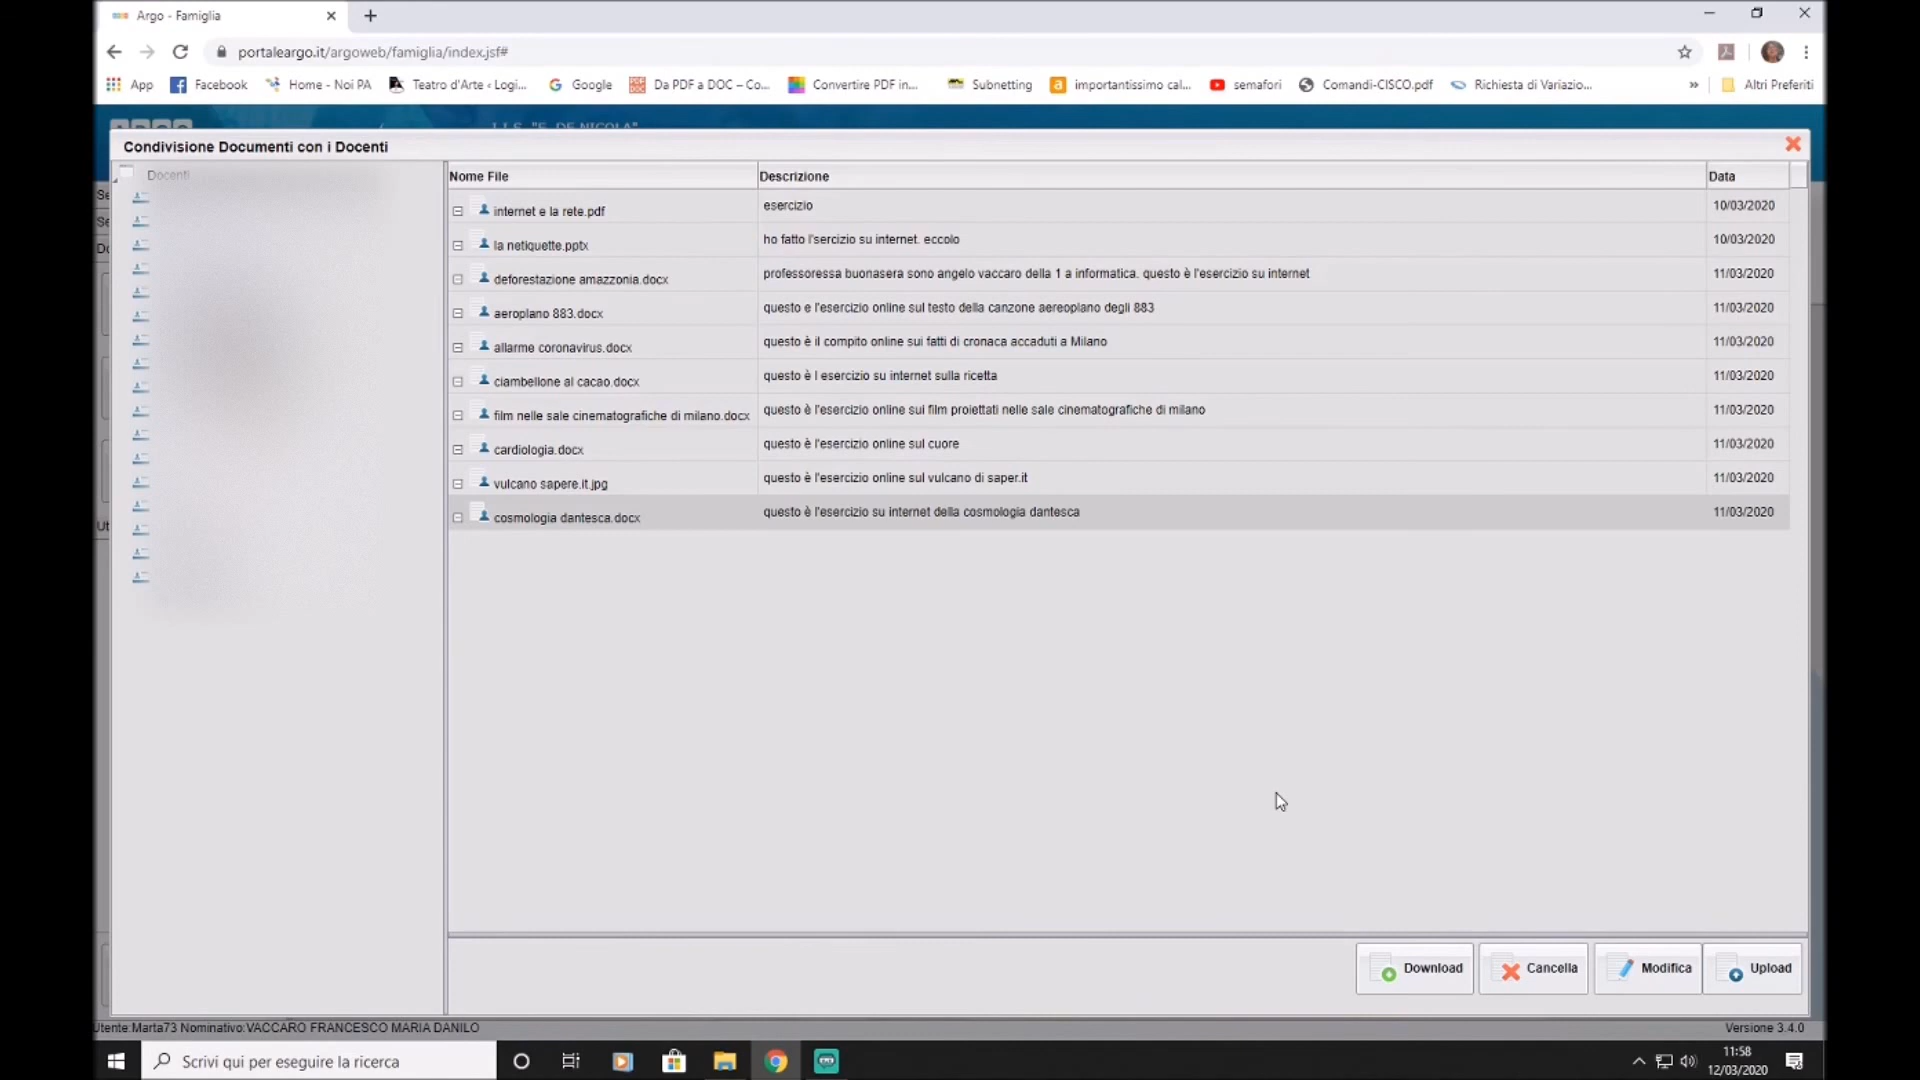 Argo - Famiglia
portaleargo.it/argoweb/famiglia/index.jsf#
App Facebook Home - Noi PA Teatro d'Arte ‹ Logi... Google Da PDF a DOC – Co... Convertire PDF in... Subnetting importantissimo cal... semafori Comandi-CISCO.pdf Richiesta di Variazio... » Altri Preferiti
I.I.S. "E. DE NICOLA"
Condivisione Documenti con i Docenti
Docenti
Nome File Descrizione Data
internet e la rete.pdf esercizio 10/03/2020
la netiquette.pptx ho fatto l'sercizio su internet. eccolo 10/03/2020
deforestazione amazzonia.docx professoressa buonasera sono angelo vaccaro della 1 a informatica. questo è l'esercizio su internet 11/03/2020
aeroplano 883.docx questo e l'esercizio online sul testo della canzone aereoplano degli 883 11/03/2020
allarme coronavirus.docx questo è il compito online sui fatti di cronaca accaduti a Milano 11/03/2020
ciambellone al cacao.docx questo è l esercizio su internet sulla ricetta 11/03/2020
film nelle sale cinematografiche di milano.docx questo è l'esercizio online sui film proiettati nelle sale cinematografiche di milano 11/03/2020
cardiologia.docx questo è l'esercizio online sul cuore 11/03/2020
vulcano sapere.it.jpg questo è l'esercizio online sul vulcano di saper.it 11/03/2020
cosmologia dantesca.docx questo è l'esercizio su internet della cosmologia dantesca 11/03/2020
Download Cancella Modifica Upload
Utente:Marta73 Nominativo:VACCARO FRANCESCO MARIA DANILO Versione 3.4.0
Scrivi qui per eseguire la ricerca
11:58
12/03/2020